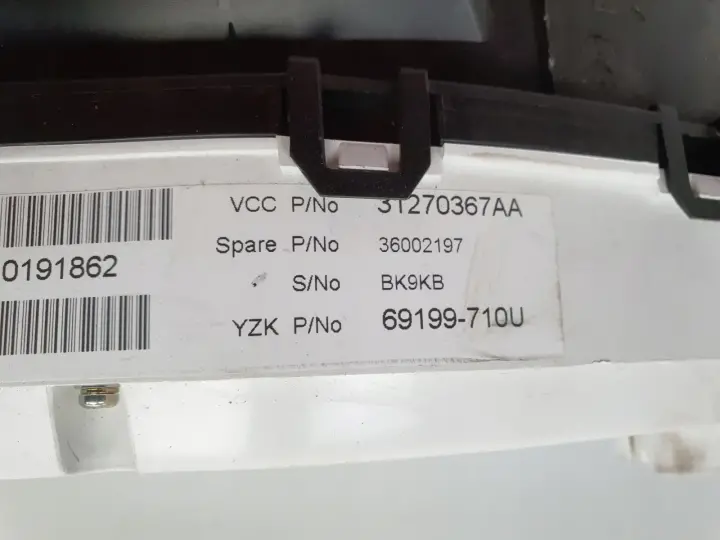 VCC P/No 31270367AA
Spare P/No 36002197
0191862
S/No BK9KB
YZK P/No 69199-710U